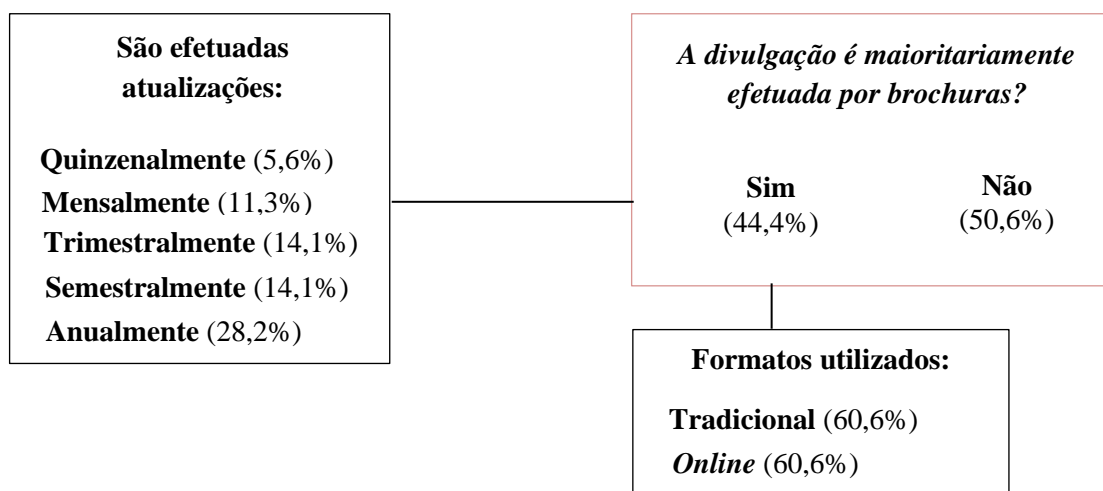 São efetuadas
atualizações:
Quinzenalmente (5,6%)
Mensalmente (11,3%)
Trimestralmente (14,1%)
Semestralmente (14,1%)
Anualmente (28,2%)
A divulgação é maioritariamente
efetuada por brochuras?
Sim Não
(44,4%) (50,6%)
Formatos utilizados:
Tradicional (60,6%)
Online (60,6%)